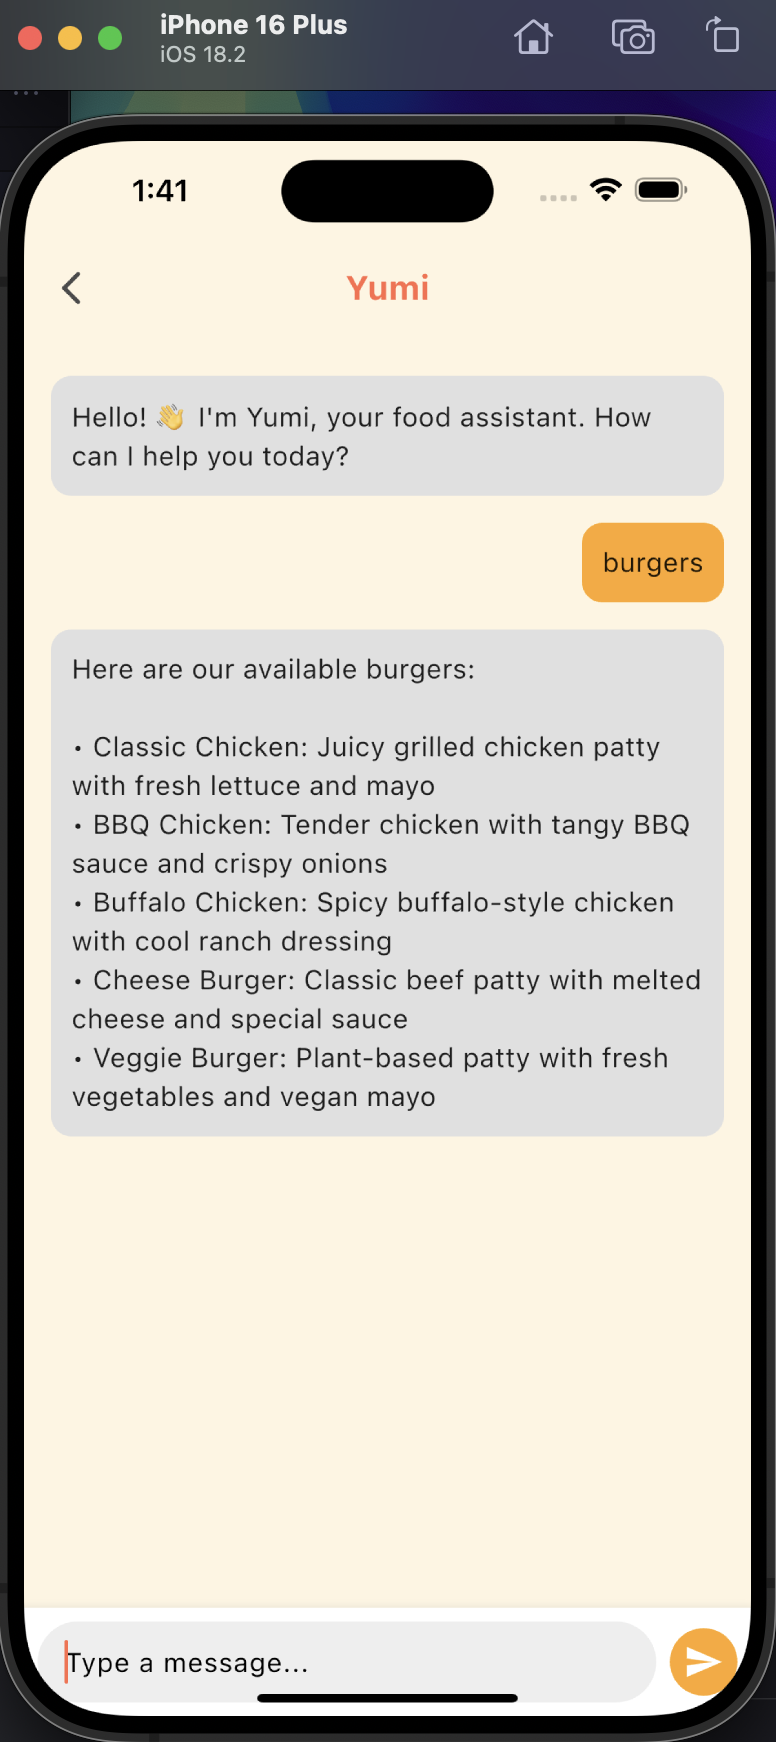 iPhone 16 Plus
iOS 18.2
1:41
Yumi
Hello! 👋 I'm Yumi, your food assistant. How
can I help you today?
burgers
Here are our available burgers:
• Classic Chicken: Juicy grilled chicken patty
with fresh lettuce and mayo
• BBQ Chicken: Tender chicken with tangy BBQ
sauce and crispy onions
• Buffalo Chicken: Spicy buffalo-style chicken
with cool ranch dressing
• Cheese Burger: Classic beef patty with melted
cheese and special sauce
• Veggie Burger: Plant-based patty with fresh
vegetables and vegan mayo
Type a message...